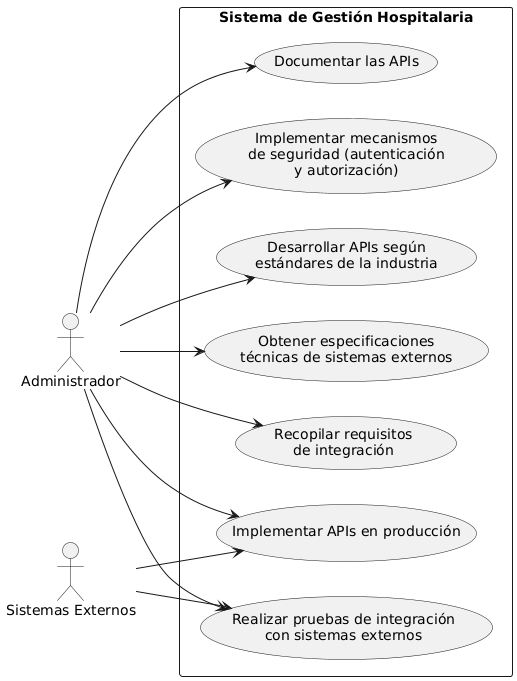 Sistema de Gestión Hospitalaria
Documentar las APIs
Implementar mecanismos
de seguridad (autenticación
y autorización)
Desarrollar APIs según
estándares de la industria
Obtener especificaciones
técnicas de sistemas externos
Administrador
Recopilar requisitos
de integración
Implementar APIs en producción
Sistemas Externos
Realizar pruebas de integración
con sistemas externos